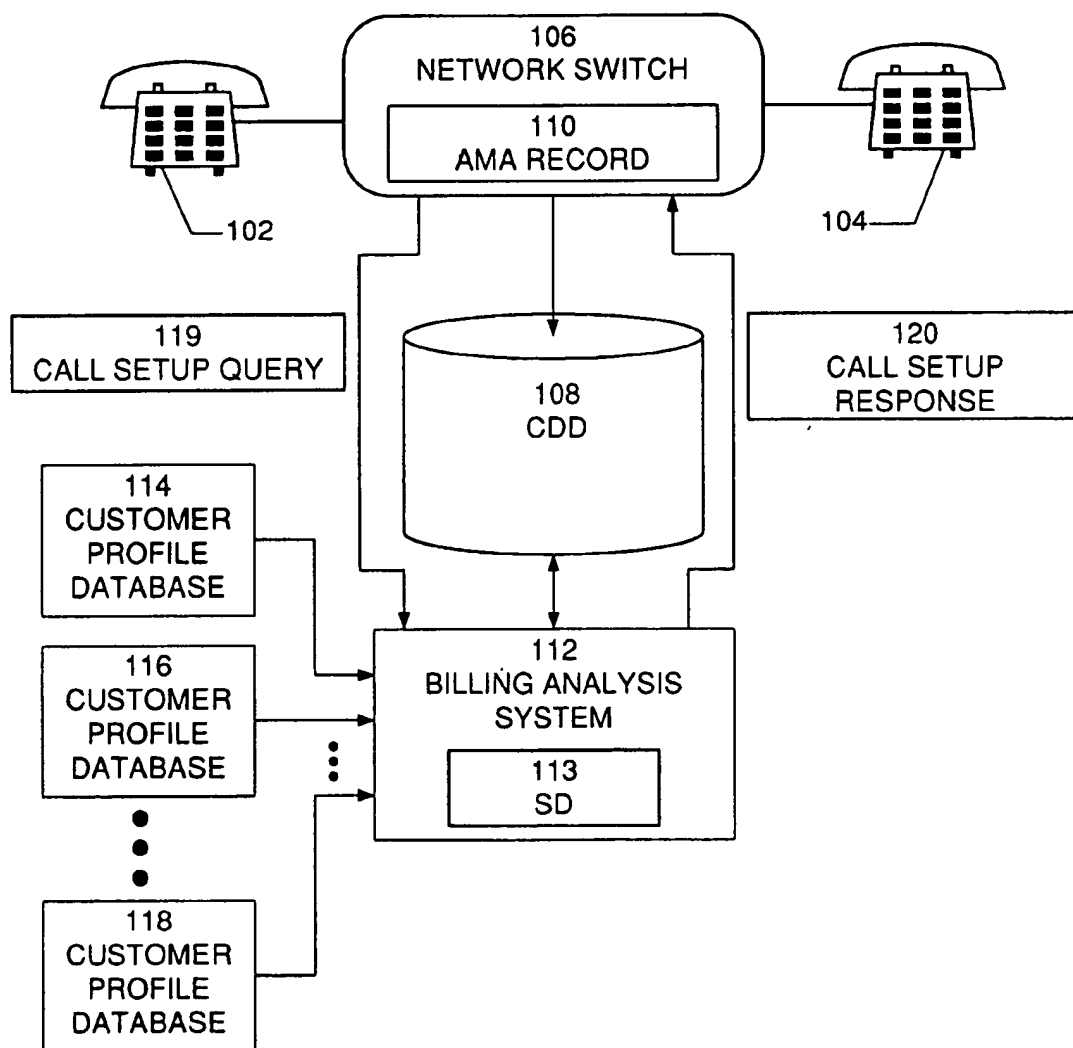 106
NETWORK SWITCH
110
AMA RECORD
102
104
119
CALL SETUP QUERY
120
CALL SETUP
RESPONSE
108
CDD
114
CUSTOMER
PROFILE
DATABASE
116
CUSTOMER
PROFILE
DATABASE
112
BILLING ANALYSIS
SYSTEM
113
SD
118
CUSTOMER
PROFILE
DATABASE